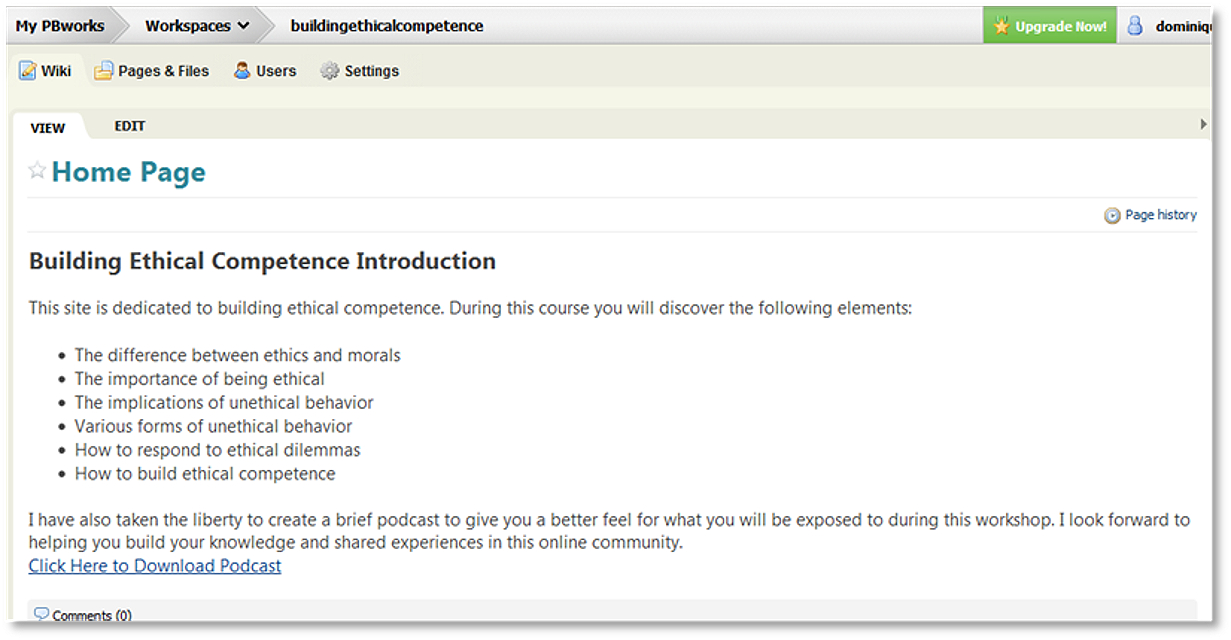 My PBworks Workspaces buildingethicalcompetence Upgrade Now!
Wiki Pages & Files Users Settings
VIEW EDIT
Home Page
Page history
Building Ethical Competence Introduction
This site is dedicated to building ethical competence. During this course you will discover the following elements:
• The difference between ethics and morals
• The importance of being ethical
• The implications of unethical behavior
• Various forms of unethical behavior
• How to respond to ethical dilemmas
• How to build ethical competence
I have also taken the liberty to create a brief podcast to give you a better feel for what you will be exposed to during this workshop. I look forward to
helping you build your knowledge and shared experiences in this online community.
Click Here to Download Podcast
Comments (0)